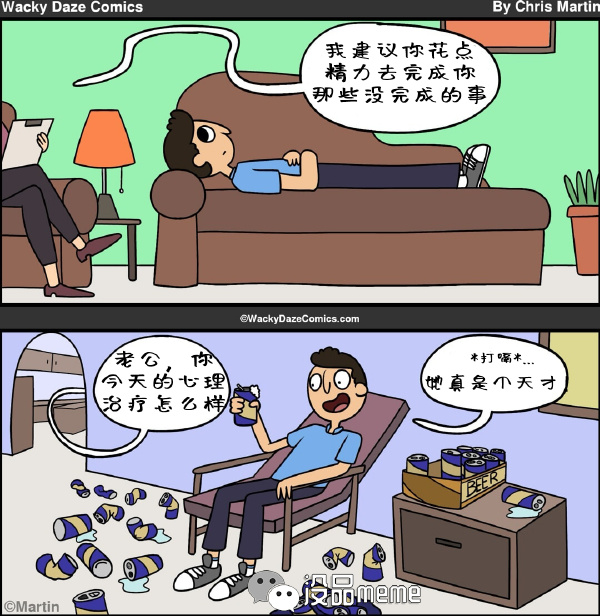 Wacky Daze Comics
By Chris Martin
我建议你花点
精力去完成你
那些没完成的事
©WackyDazeComics.com
老公，你
今天的心理
治疗怎么样
*打嗝*...
她真是个天才
BEER
©Martin
没品meme